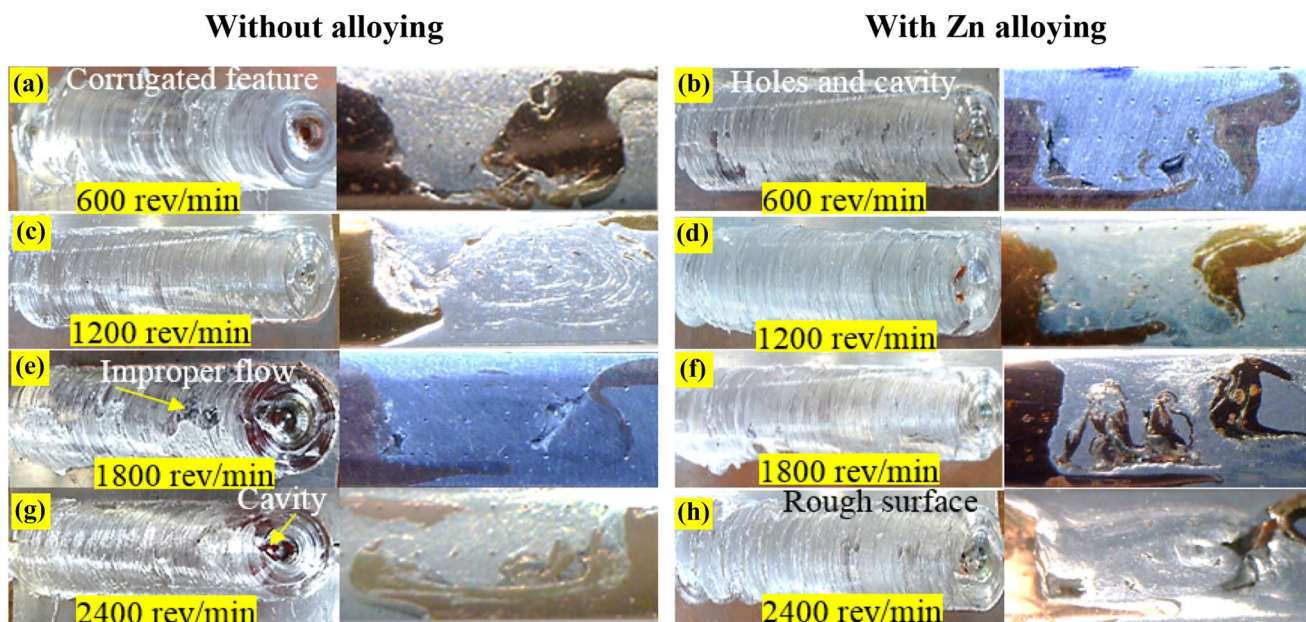 Without alloying
With Zn alloying
(a)
Corrugated feature
600 rev/min
(b)
Holes and cavity
600 rev/min
(c)
1200 rev/min
(d)
1200 rev/min
(e)
Improper flow
1800 rev/min
(f)
1800 rev/min
(g)
Cavity
2400 rev/min
(h)
Rough surface
2400 rev/min